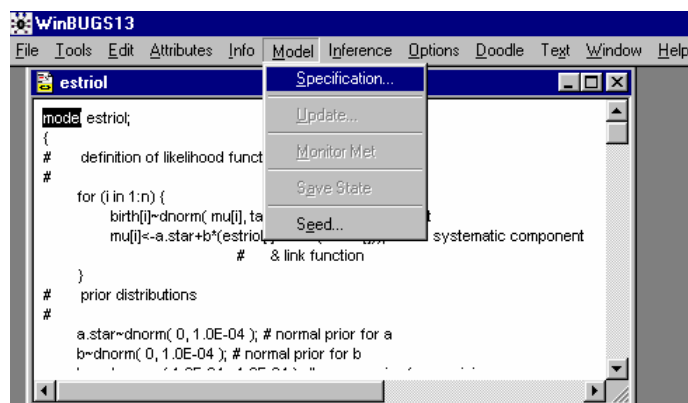 WinBUGS13
File Tools Edit Attributes Info Model Inference Options Doodle Text Window Help
estriol
Specification...
Update...
Monitor Met
Save State
Seed...
model estriol;
{
# definition of likelihood funct
#
for (i in 1:n) {
birth[i]~dnorm( mu[i], ta
mu[i]<-a.star+b*(estriol systematic component
# & link function
}
# prior distributions
#
a.star~dnorm( 0, 1.0E-04 ); # normal prior for a
b~dnorm( 0, 1.0E-04 ); # normal prior for b